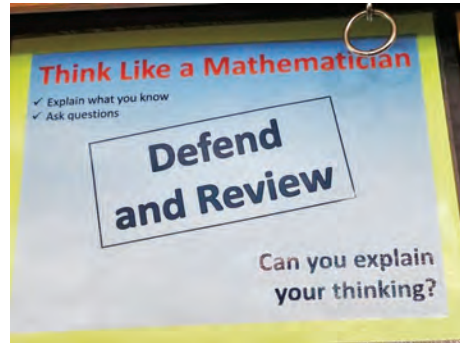 Think Like a Mathematician
✓ Explain what you know
✓ Ask questions
Defend
and Review
Can you explain
your thinking?